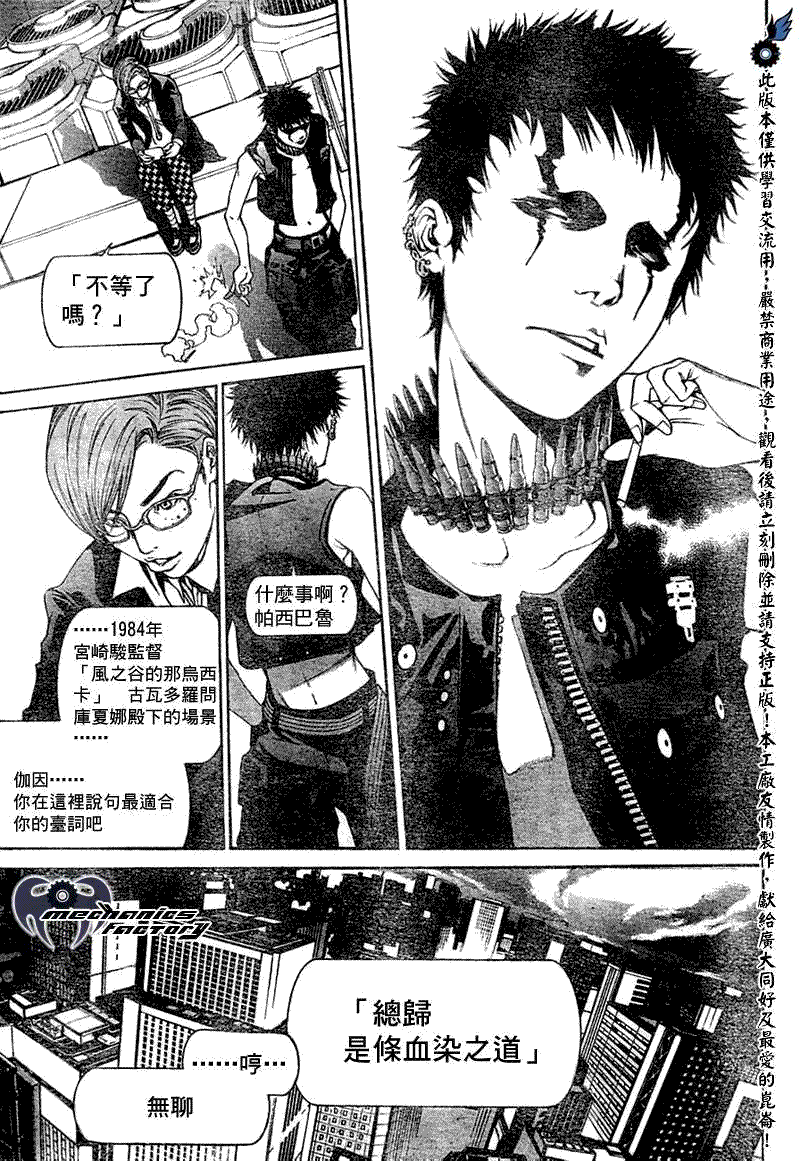 「不等了
嗎？」
什麼事啊？
帕西巴魯
……1984年
宮崎駿監督
「風之谷的那烏西
卡」　古瓦多羅問
庫夏娜殿下的場景
……
伽因……
你在這裡說句最適合
你的臺詞吧
「總歸
是條血染之道」
……哼
無聊
mechanics
factory
此版本僅供學習交流用，嚴禁商業用途，觀看後請立刻刪除並請支持正版！本工廠友情製作，獻給廣大同好及最愛的崑崙！